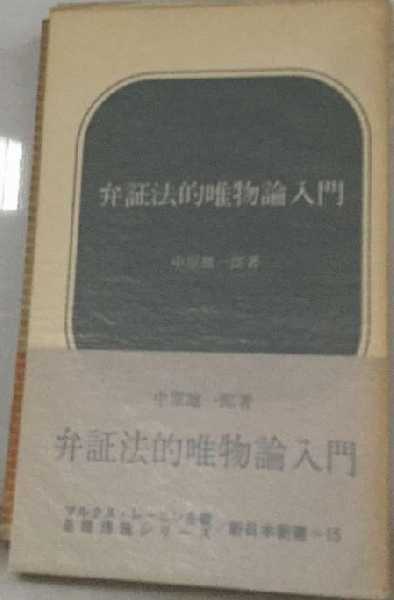 弁証法的唯物論入門
中原雄一郎著
中原雄一郎著
弁証法的唯物論入門
マルクス・レーニン主義
基礎理論シリーズ 新日本新書－15